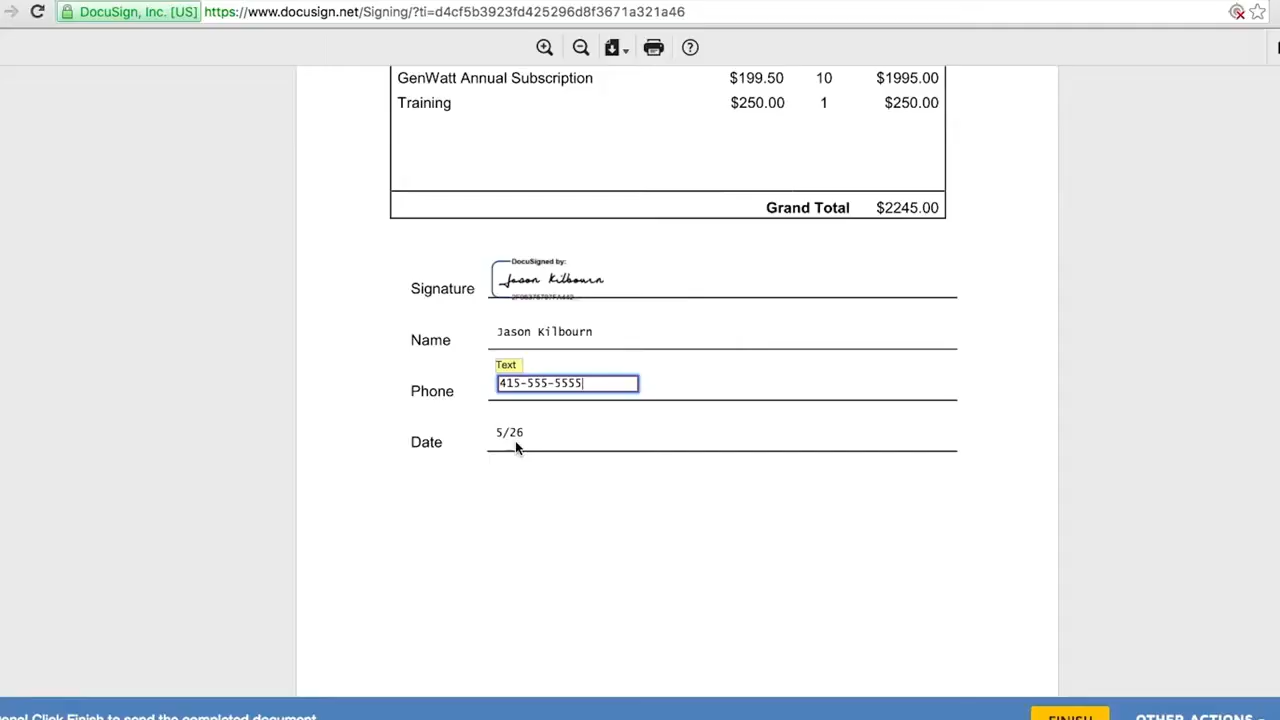 DocuSign, Inc. [US] https://www.docusign.net/Signing/?ti=d4cf5b3923fd425296d8f3671a321a46
GenWatt Annual Subscription $199.50 10 $1995.00
Training $250.00 1 $250.00
Grand Total $2245.00
DocuSigned by:
Signature Jason Kilbourn
Name Jason Kilbourn
Text
Phone 415-555-5555
Date 5/26
Click Finish to send the completed document.
FINISH
OTHER ACTIONS